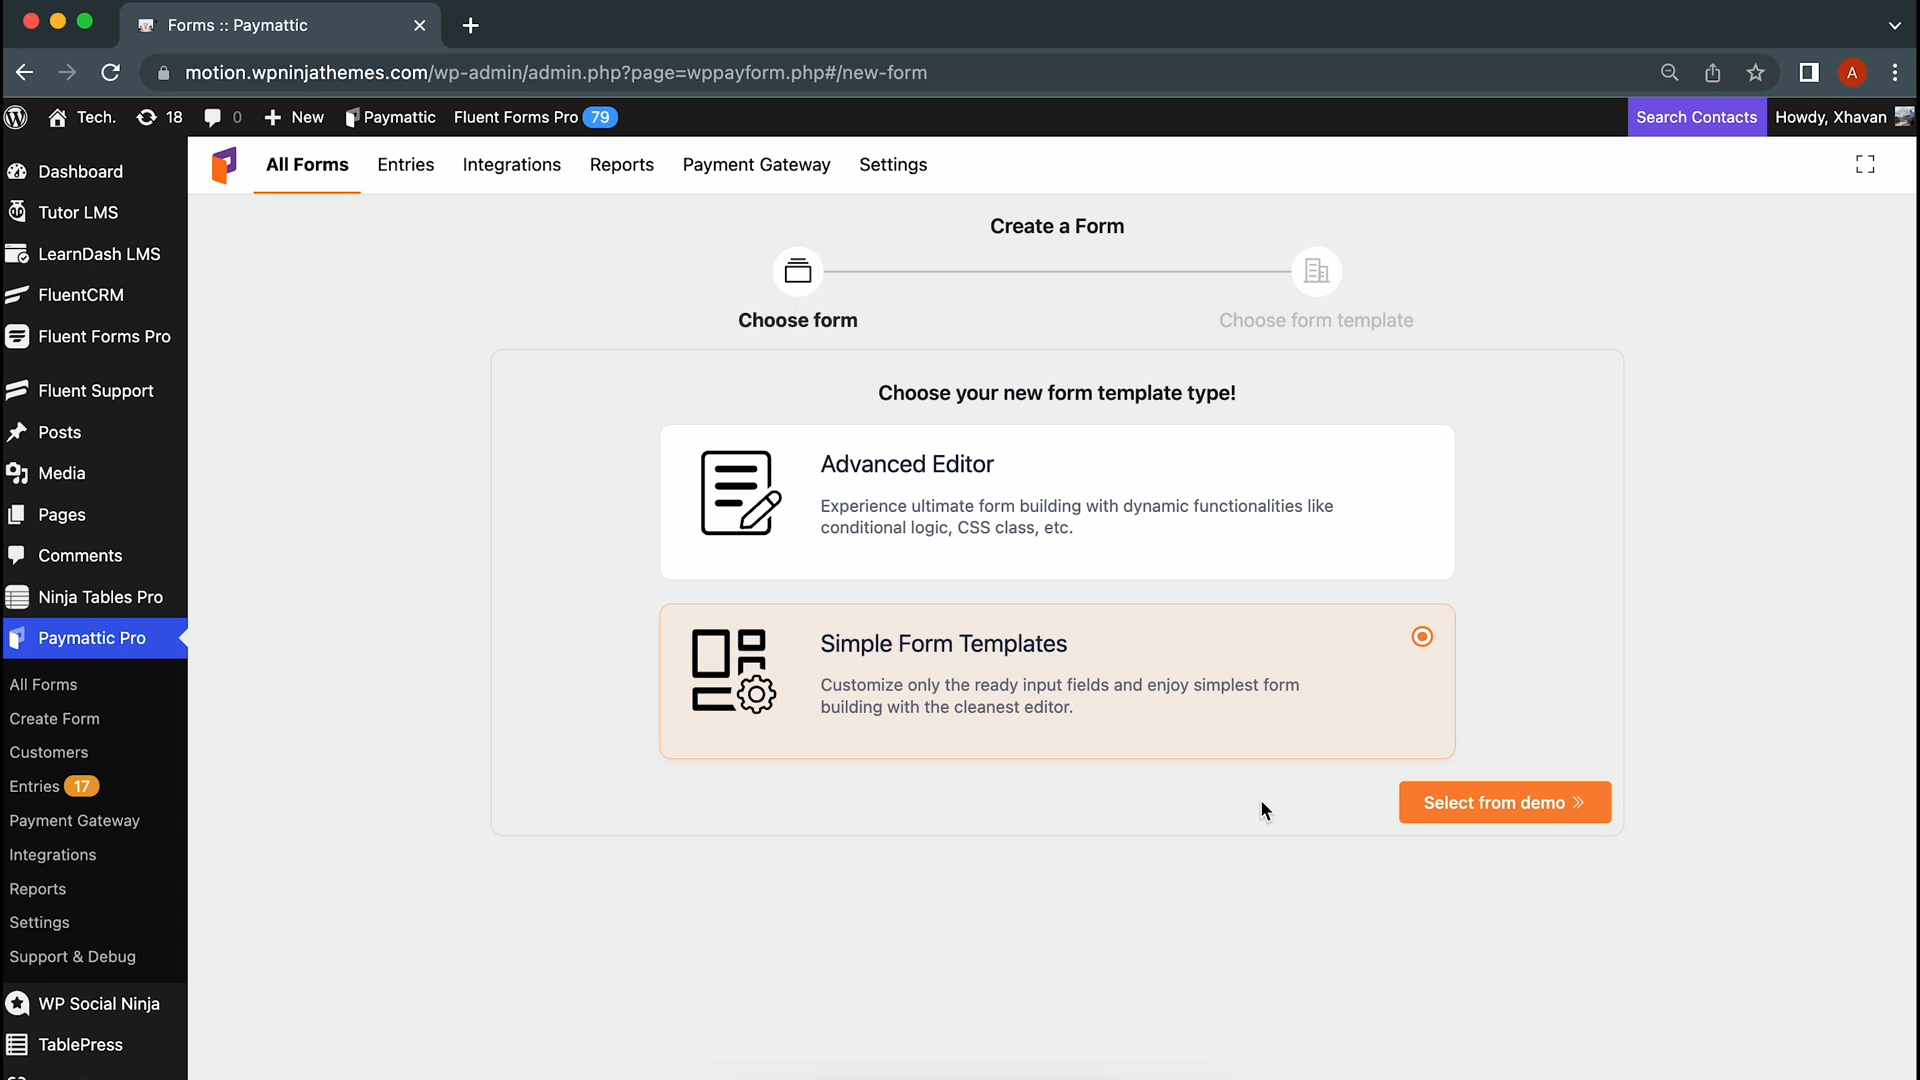 Forms :: Paymattic
motion.wpninjathemes.com/wp-admin/admin.php?page=wppayform.php#/new-form
A
Tech. 18 0 New Paymattic Fluent Forms Pro 79
Search Contacts Howdy, Xhavan
Dashboard
Tutor LMS
LearnDash LMS
FluentCRM
Fluent Forms Pro
Fluent Support
Posts
Media
Pages
Comments
Ninja Tables Pro
Paymattic Pro
All Forms
Create Form
Customers
Entries 17
Payment Gateway
Integrations
Reports
Settings
Support & Debug
WP Social Ninja
TablePress
All Forms Entries Integrations Reports Payment Gateway Settings
Create a Form
Choose form
Choose form template
Choose your new form template type!
Advanced Editor
Experience ultimate form building with dynamic functionalities like
conditional logic, CSS class, etc.
Simple Form Templates
Customize only the ready input fields and enjoy simplest form
building with the cleanest editor.
Select from demo